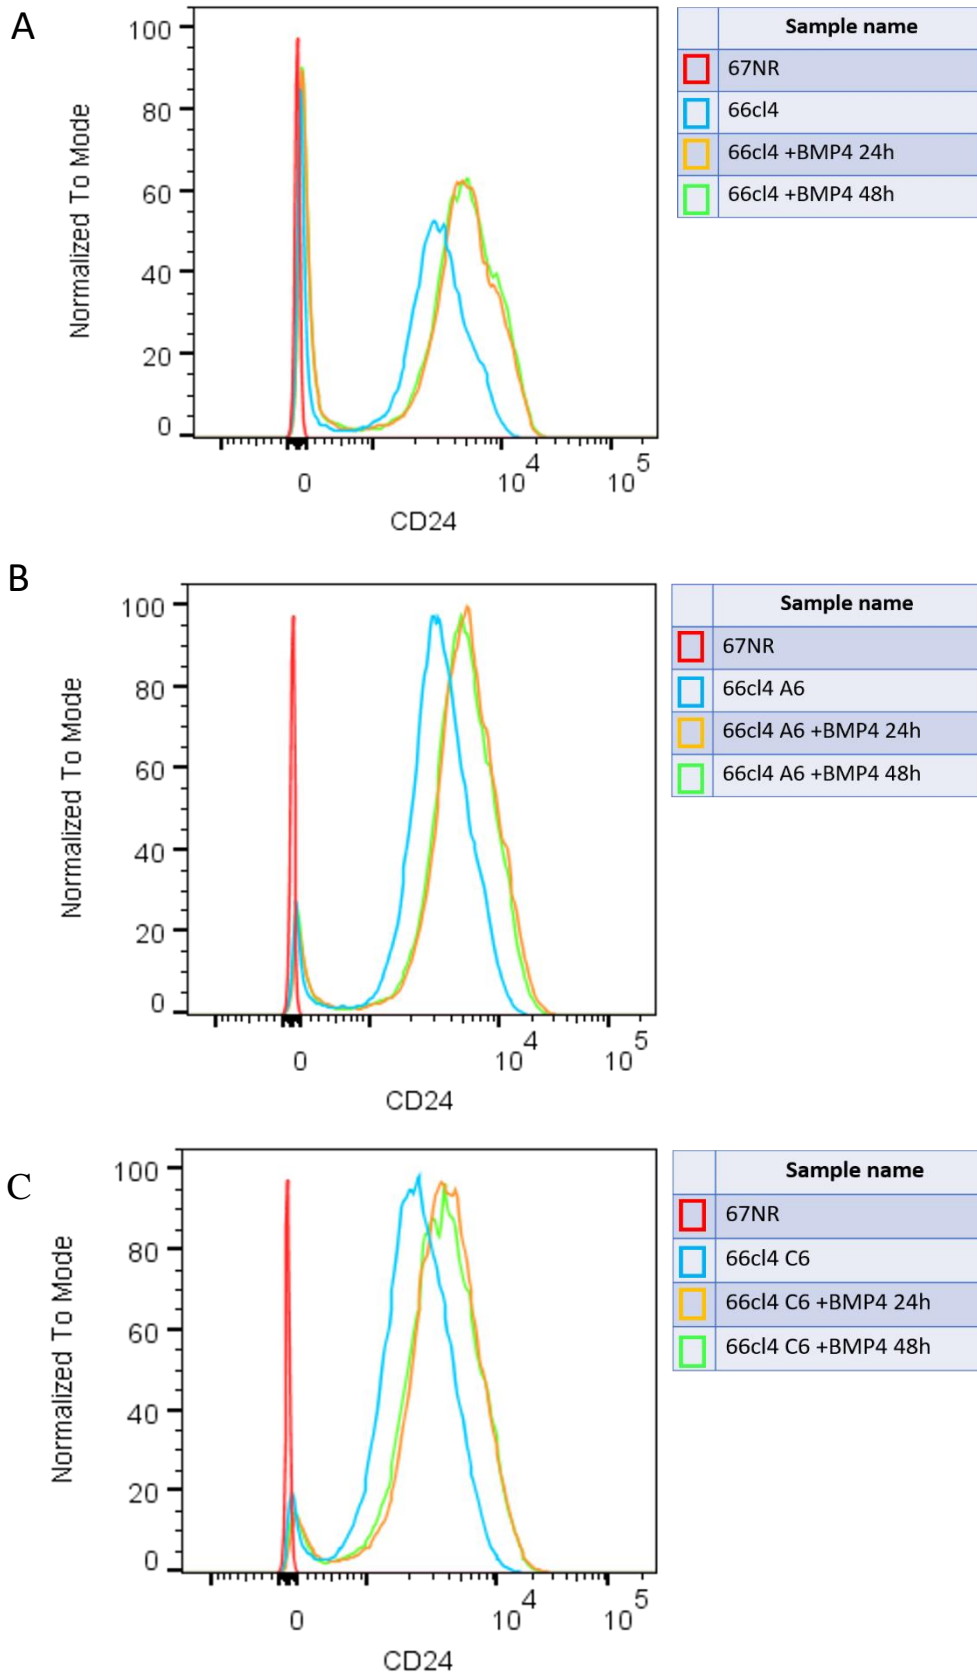 A
100
80
60
40
20
0
Normalized To Mode
0
10^4
10^5
CD24
Sample name
67NR
66cl4
66cl4 +BMP4 24h
66cl4 +BMP4 48h
B
100
80
60
40
20
0
Normalized To Mode
0
10^4
10^5
CD24
Sample name
67NR
66cl4 A6
66cl4 A6 +BMP4 24h
66cl4 A6 +BMP4 48h
C
100
80
60
40
20
0
Normalized To Mode
0
10^4
10^5
CD24
Sample name
67NR
66cl4 C6
66cl4 C6 +BMP4 24h
66cl4 C6 +BMP4 48h